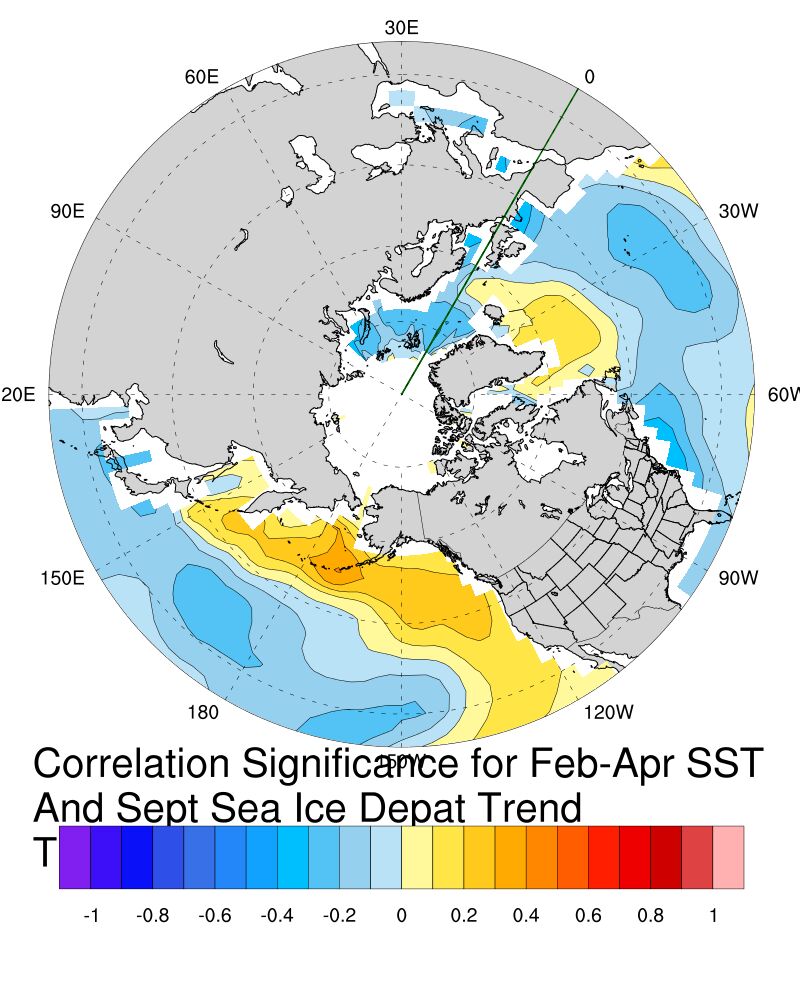 30E
60E
0
90E
30W
20E
60W
150E
90W
180
120W
150W
Correlation Significance for Feb-Apr SST
And Sept Sea Ice Depat Trend
T
-1 -0.8 -0.6 -0.4 -0.2 0 0.2 0.4 0.6 0.8 1